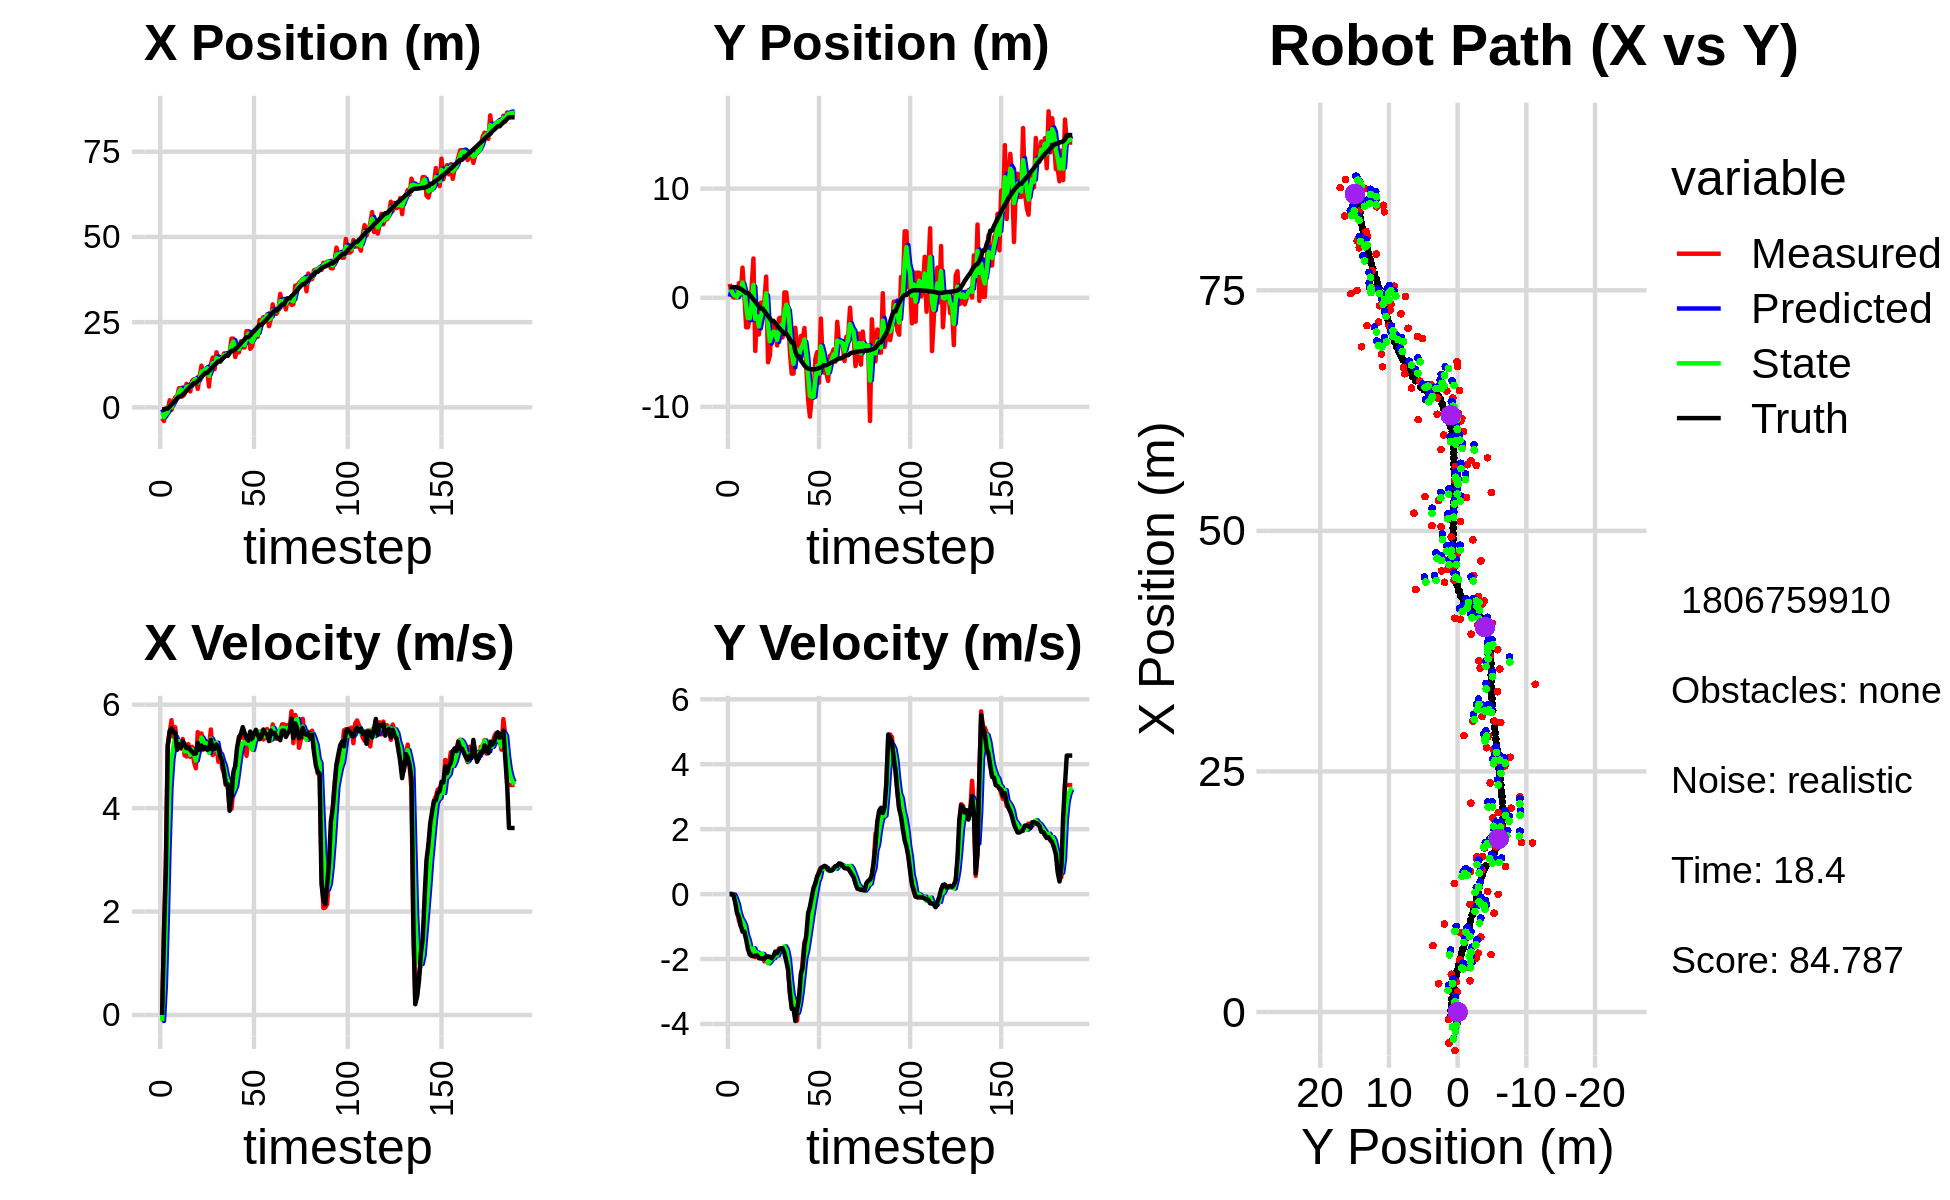 X Position (m)
75
50
25
0
0
50
100
150
timestep
Y Position (m)
10
0
-10
0
50
100
150
timestep
X Velocity (m/s)
6
4
2
0
0
50
100
150
timestep
Y Velocity (m/s)
6
4
2
0
-2
-4
0
50
100
150
timestep
Robot Path (X vs Y)
X Position (m)
75
50
25
0
20 10 0 -10 -20
Y Position (m)
variable
Measured
Predicted
State
Truth
1806759910
Obstacles: none
Noise: realistic
Time: 18.4
Score: 84.787